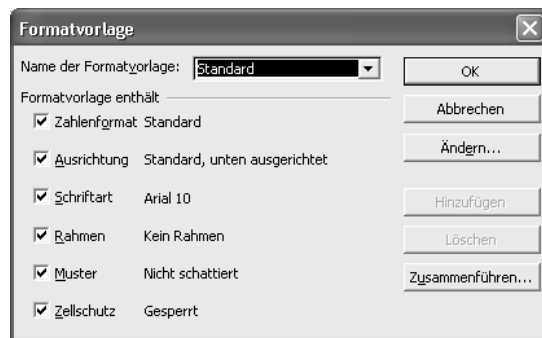 Formatvorlage
Name der Formatvorlage: Standard
OK
Formatvorlage enthält
Abbrechen
Zahlenformat Standard
Ausrichtung Standard, unten ausgerichtet
Ändern...
Schriftart Arial 10
Hinzufügen
Rahmen Kein Rahmen
Löschen
Muster Nicht schattiert
Zusammenführen...
Zellschutz Gesperrt